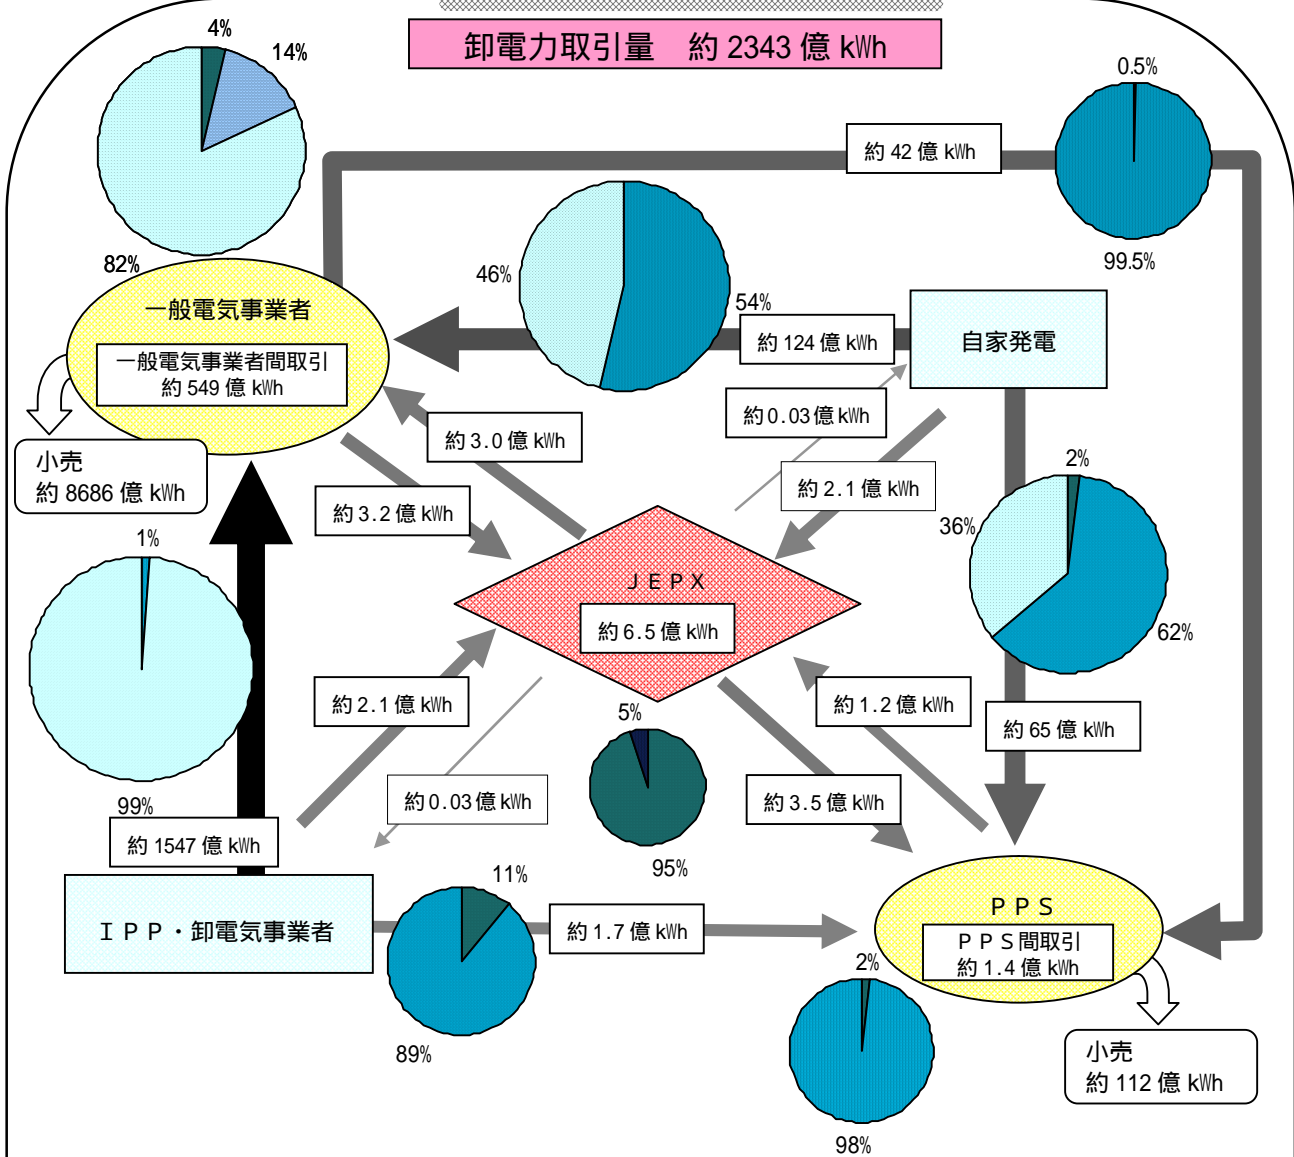 卸電力取引量　約 2343 億 kWh
4%
14%
82%
0.5%
約 42 億 kWh
99.5%
46%
54%
一般電気事業者
一般電気事業者間取引
約 549 億 kWh
約 124 億 kWh
自家発電
約 0.03 億 kWh
約 3.0 億 kWh
小売
約 8686 億 kWh
約 3.2 億 kWh
約 2.1 億 kWh
2%
36%
62%
1%
99%
ＪＥＰＸ
約 6.5 億 kWh
約 2.1 億 kWh
約 1.2 億 kWh
5%
95%
約 65 億 kWh
約 0.03 億 kWh
約 3.5 億 kWh
約 1547 億 kWh
ＩＰＰ・卸電気事業者
11%
89%
約 1.7 億 kWh
ＰＰＳ
ＰＰＳ間取引
約 1.4 億 kWh
2%
98%
小売
約 112 億 kWh